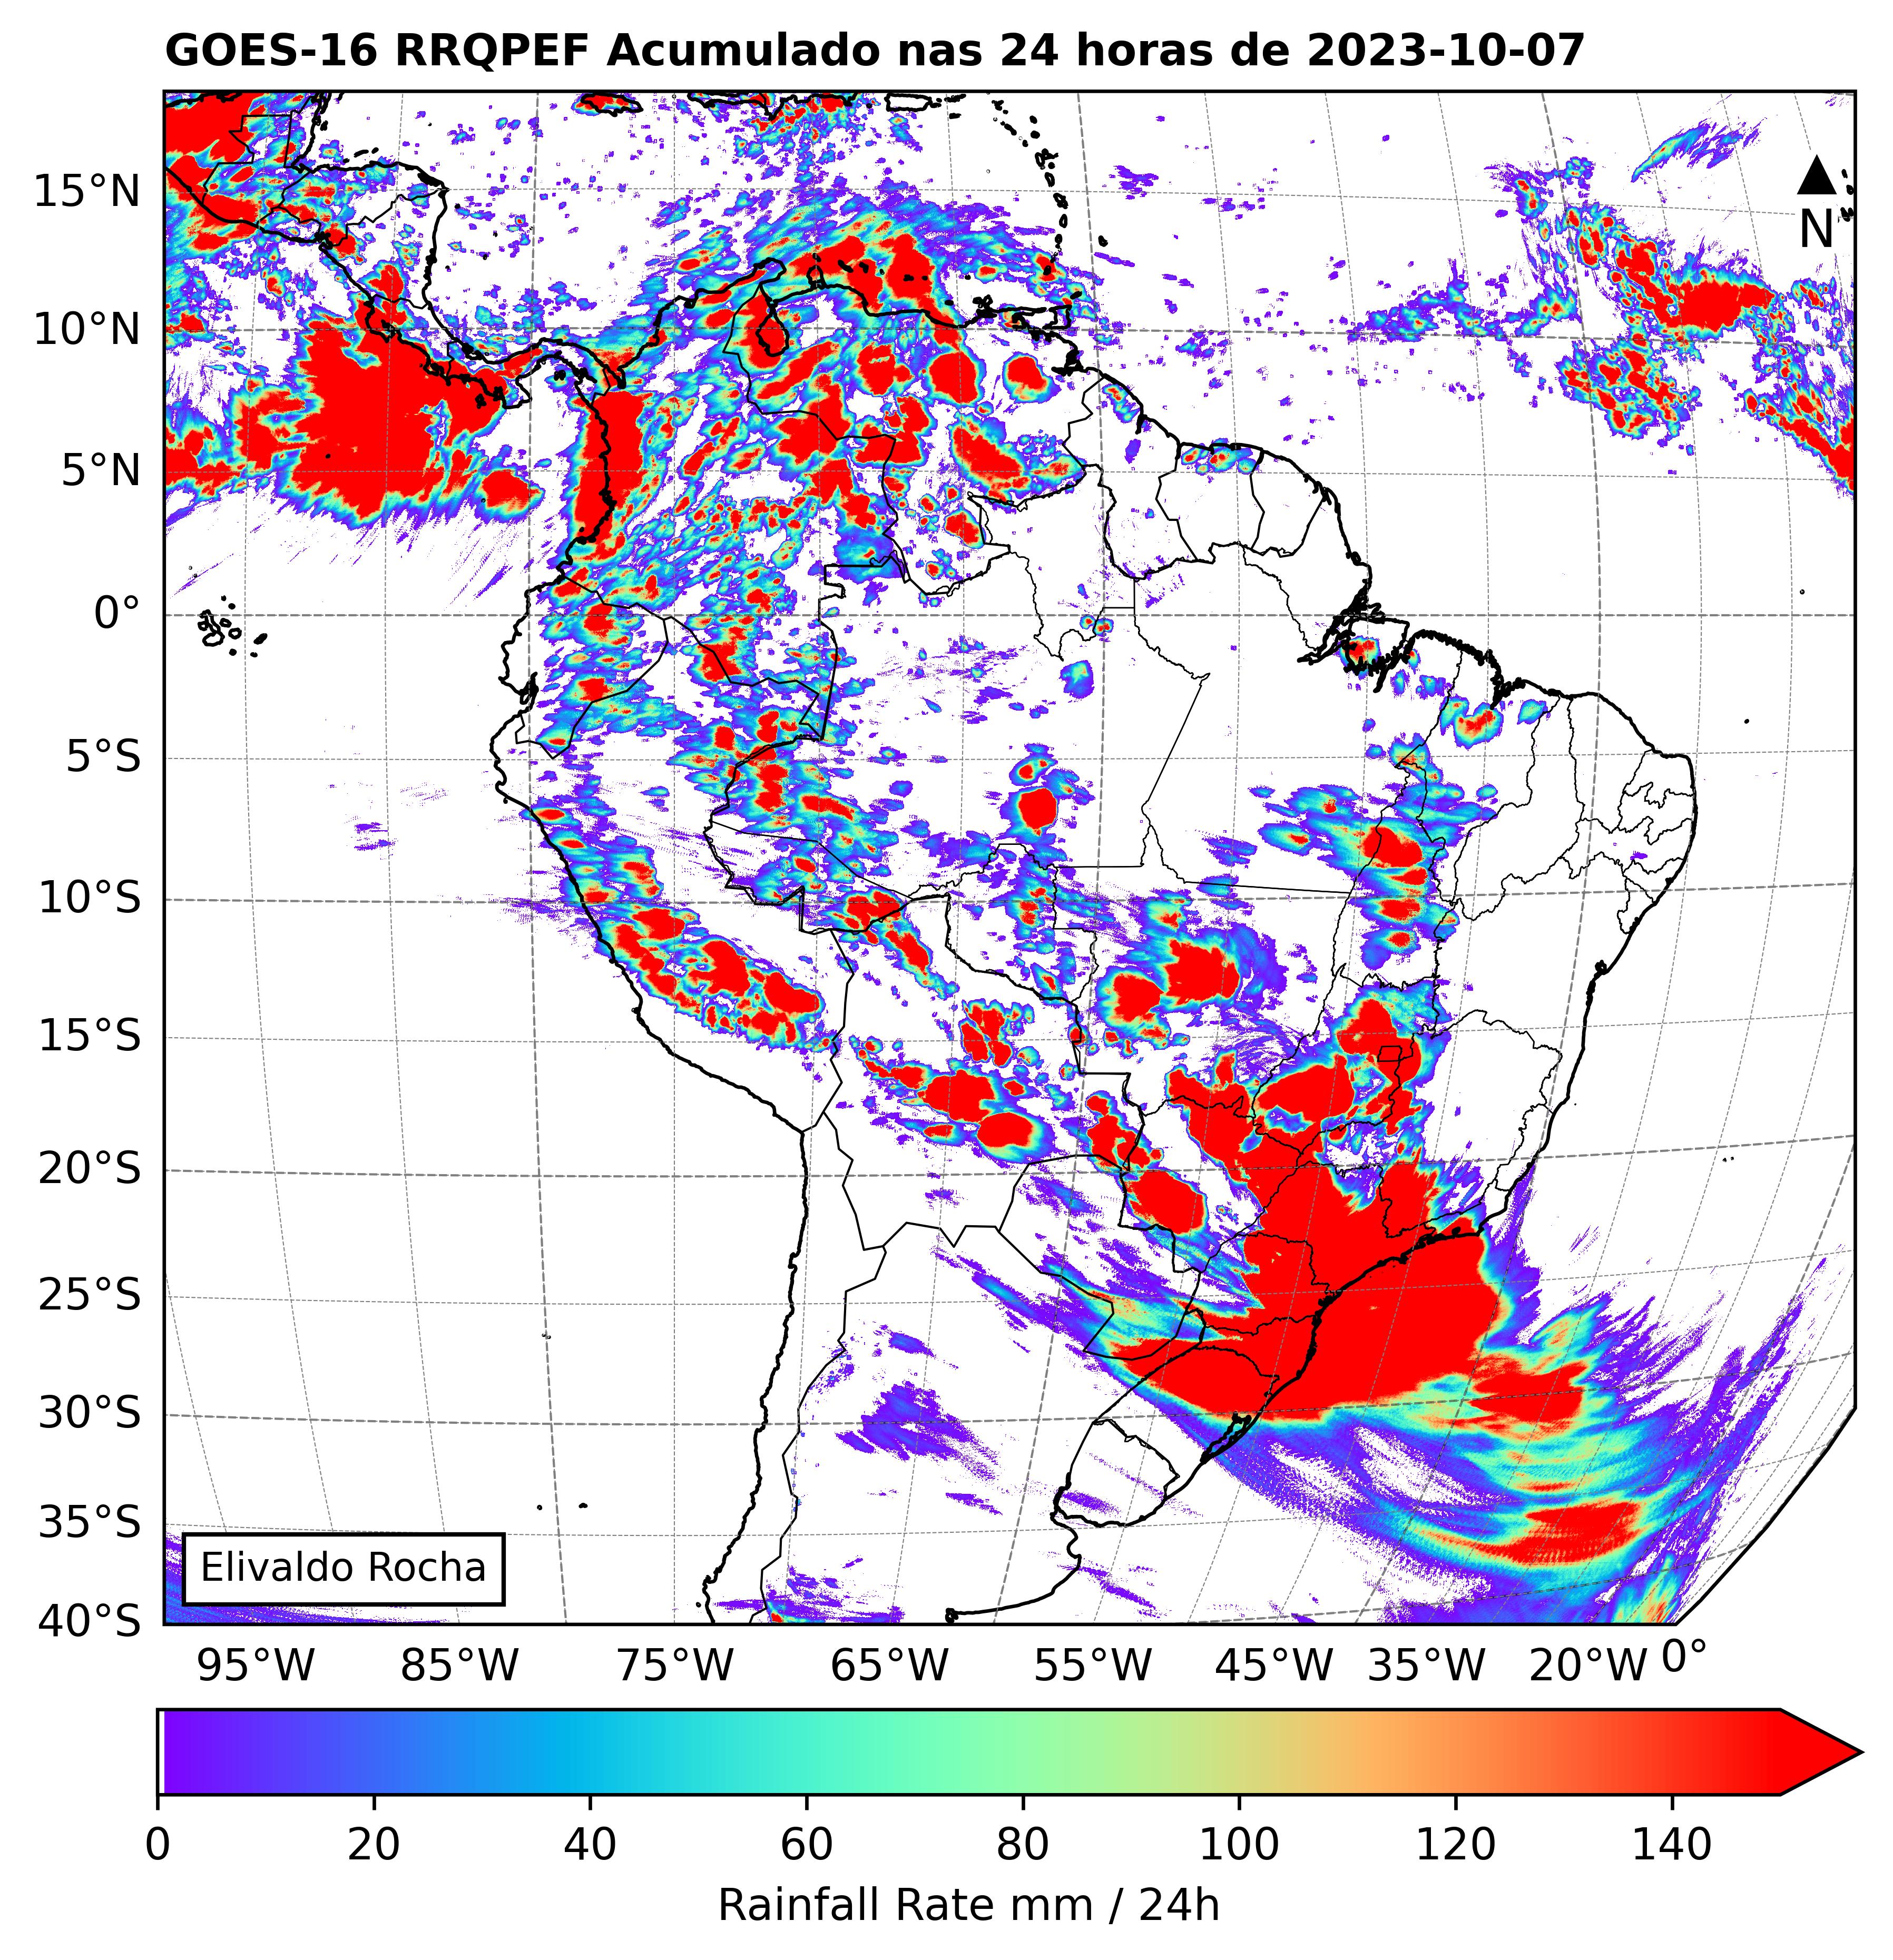 GOES-16 RRQPEF Acumulado nas 24 horas de 2023-10-07
N
15°N
10°N
5°N
0°
5°S
10°S
15°S
20°S
25°S
30°S
35°S
40°S
Elivaldo Rocha
95°W 85°W 75°W 65°W 55°W 45°W 35°W 20°W 0°
0 20 40 60 80 100 120 140
Rainfall Rate mm / 24h